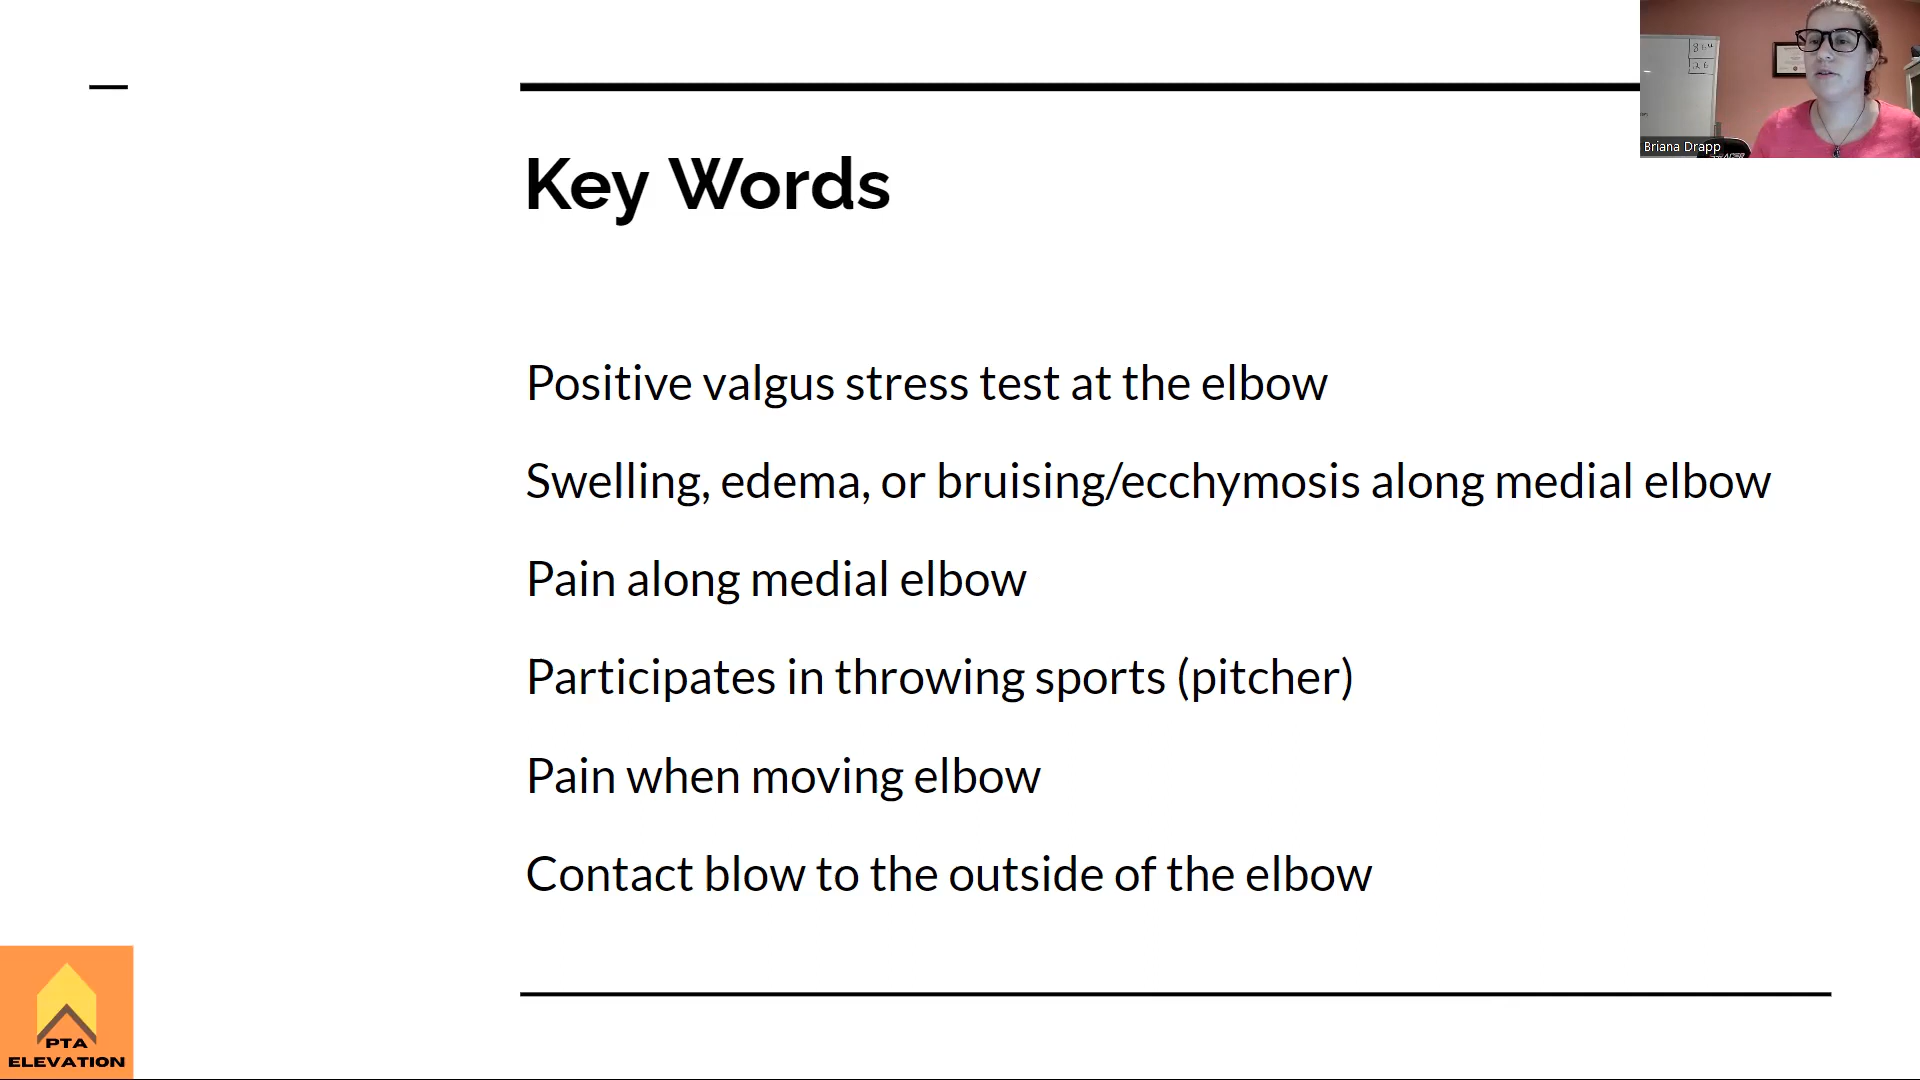 Key Words
Positive valgus stress test at the elbow
Swelling, edema, or bruising/ecchymosis along medial elbow
Pain along medial elbow
Participates in throwing sports (pitcher)
Pain when moving elbow
Contact blow to the outside of the elbow
Briana Drapp
PTA
ELEVATION